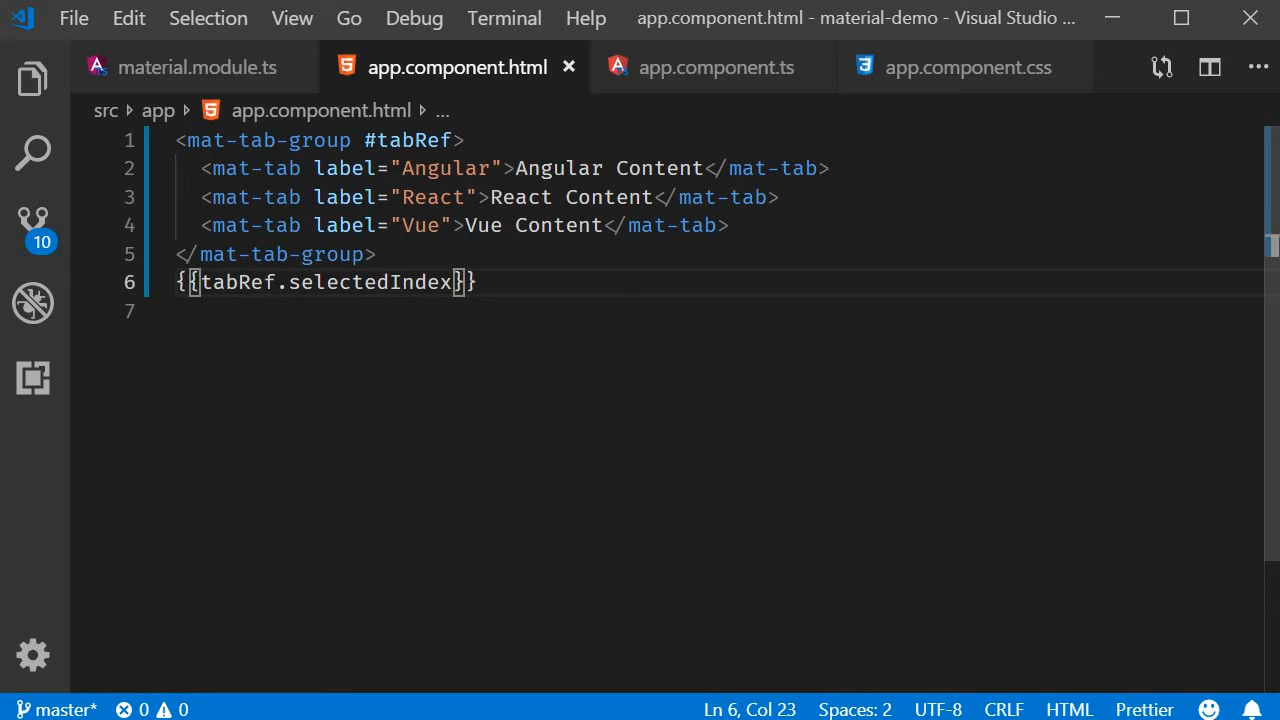 File Edit Selection View Go Debug Terminal Help app.component.html - material-demo - Visual Studio ...
material.module.ts app.component.html app.component.ts app.component.css
src app app.component.html ...
1 <mat-tab-group #tabRef>
2 <mat-tab label="Angular">Angular Content</mat-tab>
3 <mat-tab label="React">React Content</mat-tab>
4 <mat-tab label="Vue">Vue Content</mat-tab>
5 </mat-tab-group>
6 {{tabRef.selectedIndex}}
7
10
master* 0 0 Ln 6, Col 23 Spaces: 2 UTF-8 CRLF HTML Prettier